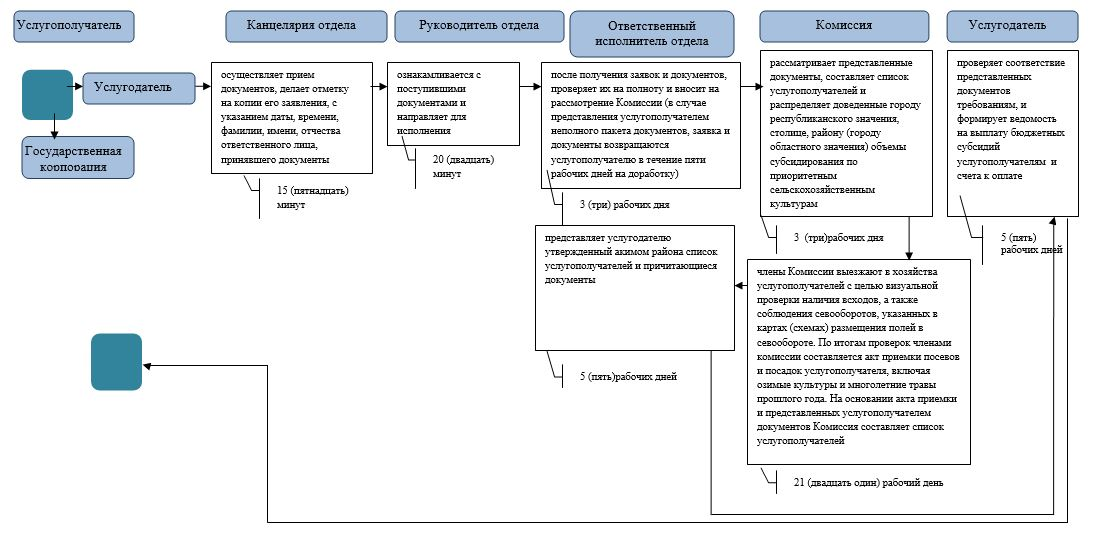 Услугополучатель
Канцелярия отдела
Руководитель отдела
Ответственный
исполнитель отдела
Комиссия
Услугодатель
Услугодатель
Государственная
корпорация
осуществляет прием
документов, делает отметку
на копии его заявления, с
указанием даты, времени,
фамилии, имени, отчества
ответственного лица,
принявшего документы
15 (пятнадцать)
минут
ознакамливается с
поступившими
документами и
направляет для
исполнения
20 (двадцать)
минут
после получения заявок и документов,
проверяет их на полноту и вносит на
рассмотрение Комиссии (в случае
представления услугополучателем
неполного пакета документов, заявка и
документы возвращаются
услугополучателю в течение пяти
рабочих дней на доработку)
3 (три) рабочих дня
рассматривает представленные
документы, составляет список
услугополучателей и
распределяет доведенные городу
республиканского значения,
столице, району (городу
областного значения) объемы
субсидирования по
приоритетным
сельскохозяйственным
культурам
3 (три)рабочих дня
проверяет соответствие
представленных
документов
требованиям, и
формирует ведомость
на выплату бюджетных
субсидий
услугополучателям и
счета к оплате
5 (пять)
рабочих дней
представляет услугодателю
утвержденный акимом района список
услугополучателей и причитающиеся
документы
5 (пять)рабочих дней
члены Комиссии выезжают в хозяйства
услугополучателей с целью визуальной
проверки наличия всходов, а также
соблюдения севооборотов, указанных в
картах (схемах) размещения полей в
севообороте. По итогам проверок членами
комиссии составляется акт приемки посевов
и посадок услугополучателя, включая
озимые культуры и многолетние травы
прошлого года. На основании акта приемки
и представленных услугополучателем
документов Комиссия составляет список
услугополучателей
21 (двадцать один) рабочий день